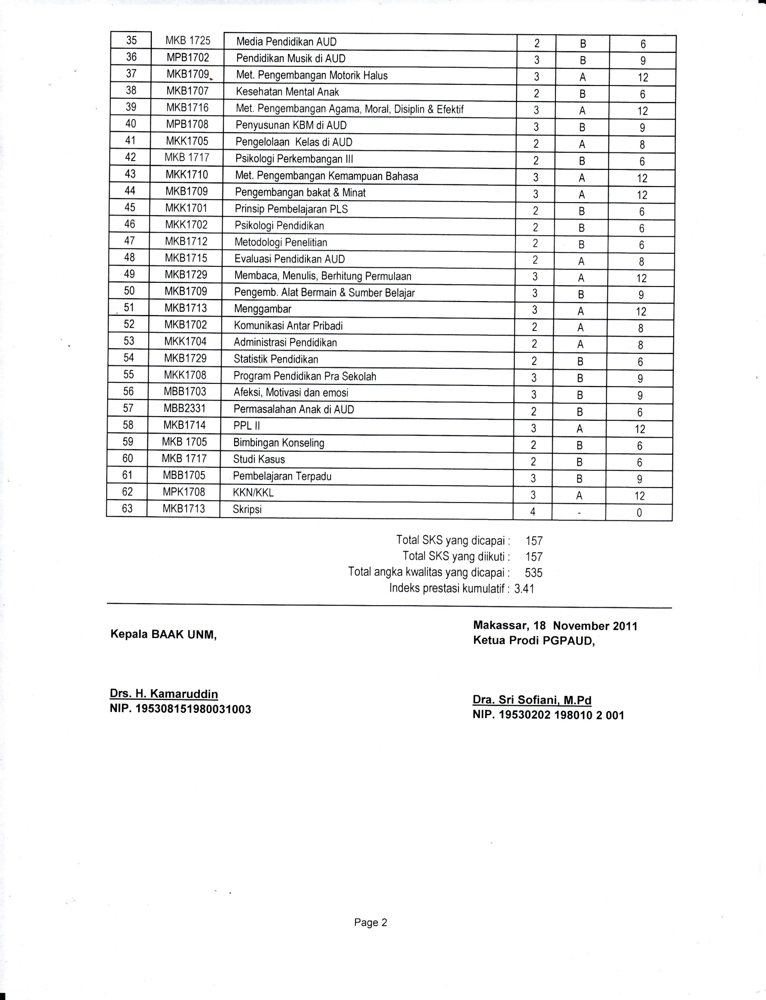 35 MKB 1725 Media Pendidikan AUD 2 B 6
36 MPB1702 Pendidikan Musik di AUD 3 B 9
37 MKB1709 Met. Pengembangan Motorik Halus 3 A 12
38 MKB1707 Kesehatan Mental Anak 2 B 6
39 MKB1716 Met. Pengembangan Agama, Moral, Disiplin & Efektif 3 A 12
40 MPB1708 Penyusunan KBM di AUD 3 B 9
41 MKK1705 Pengelolaan Kelas di AUD 2 A 8
42 MKB 1717 Psikologi Perkembangan III 2 B 6
43 MKK1710 Met. Pengembangan Kemampuan Bahasa 3 A 12
44 MKB1709 Pengembangan bakat & Minat 3 A 12
45 MKK1701 Prinsip Pembelajaran PLS 2 B 6
46 MKK1702 Psikologi Pendidikan 2 B 6
47 MKB1712 Metodologi Penelitian 2 B 6
48 MKB1715 Evaluasi Pendidikan AUD 2 A 8
49 MKB1729 Membaca, Menulis, Berhitung Permulaan 3 A 12
50 MKB1709 Pengemb. Alat Bermain & Sumber Belajar 3 B 9
51 MKB1713 Menggambar 3 A 12
52 MKB1702 Komunikasi Antar Pribadi 2 A 8
53 MKK1704 Administrasi Pendidikan 2 A 8
54 MKB1729 Statistik Pendidikan 2 B 6
55 MKK1708 Program Pendidikan Pra Sekolah 3 B 9
56 MBB1703 Afeksi, Motivasi dan emosi 3 B 9
57 MBB2331 Permasalahan Anak di AUD 2 B 6
58 MKB1714 PPL II 3 A 12
59 MKB 1705 Bimbingan Konseling 2 B 6
60 MKB 1717 Studi Kasus 2 B 6
61 MBB1705 Pembelajaran Terpadu 3 B 9
62 MPK1708 KKN/KKL 3 A 12
63 MKB1713 Skripsi 4 - 0
Total SKS yang dicapai : 157
Total SKS yang diikuti : 157
Total angka kwalitas yang dicapai : 535
Indeks prestasi kumulatif : 3.41
Makassar, 18 November 2011
Kepala BAAK UNM,
Ketua Prodi PGPAUD,
Drs. H. Kamaruddin
NIP. 195308151980031003
Dra. Sri Sofiani, M.Pd
NIP. 19530202 198010 2 001
Page 2